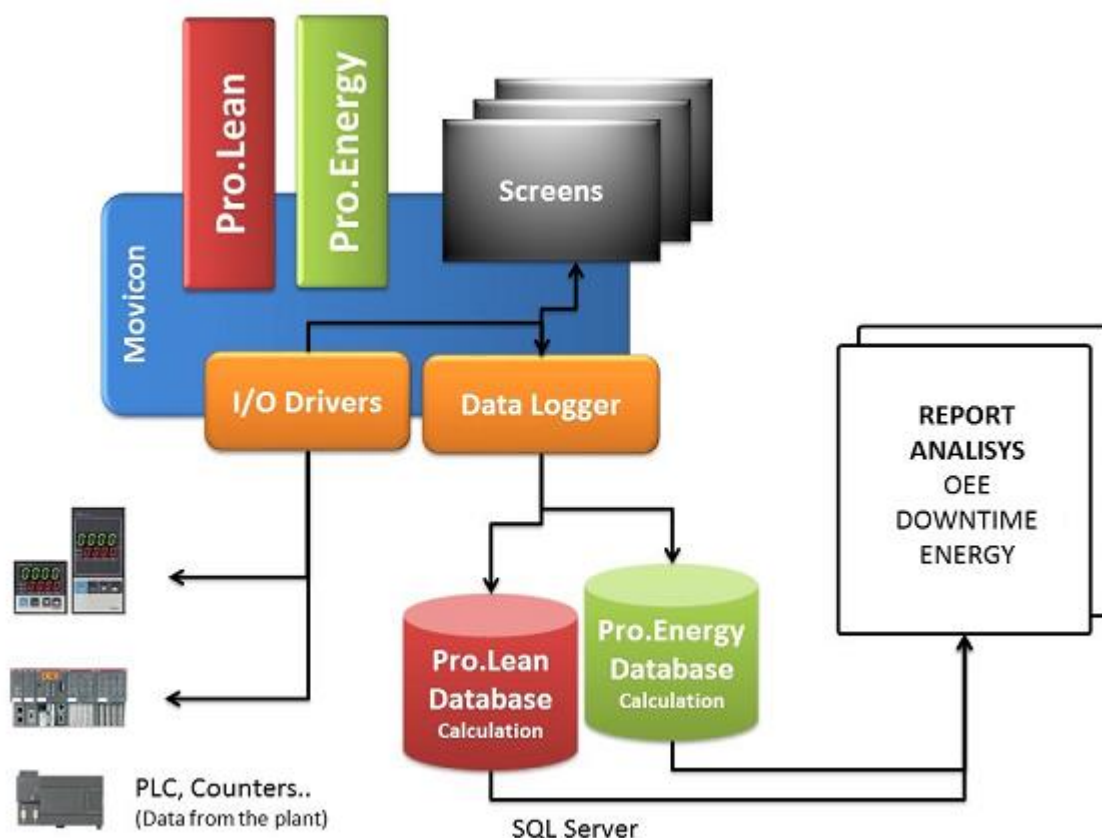 Pro.Lean
Pro.Energy
Screens
Movicon
I/O Drivers
Data Logger
REPORT
ANALISYS
OEE
DOWNTIME
ENERGY
Pro.Lean
Database
Calculation
Pro.Energy
Database
Calculation
PLC, Counters..
(Data from the plant)
SQL Server